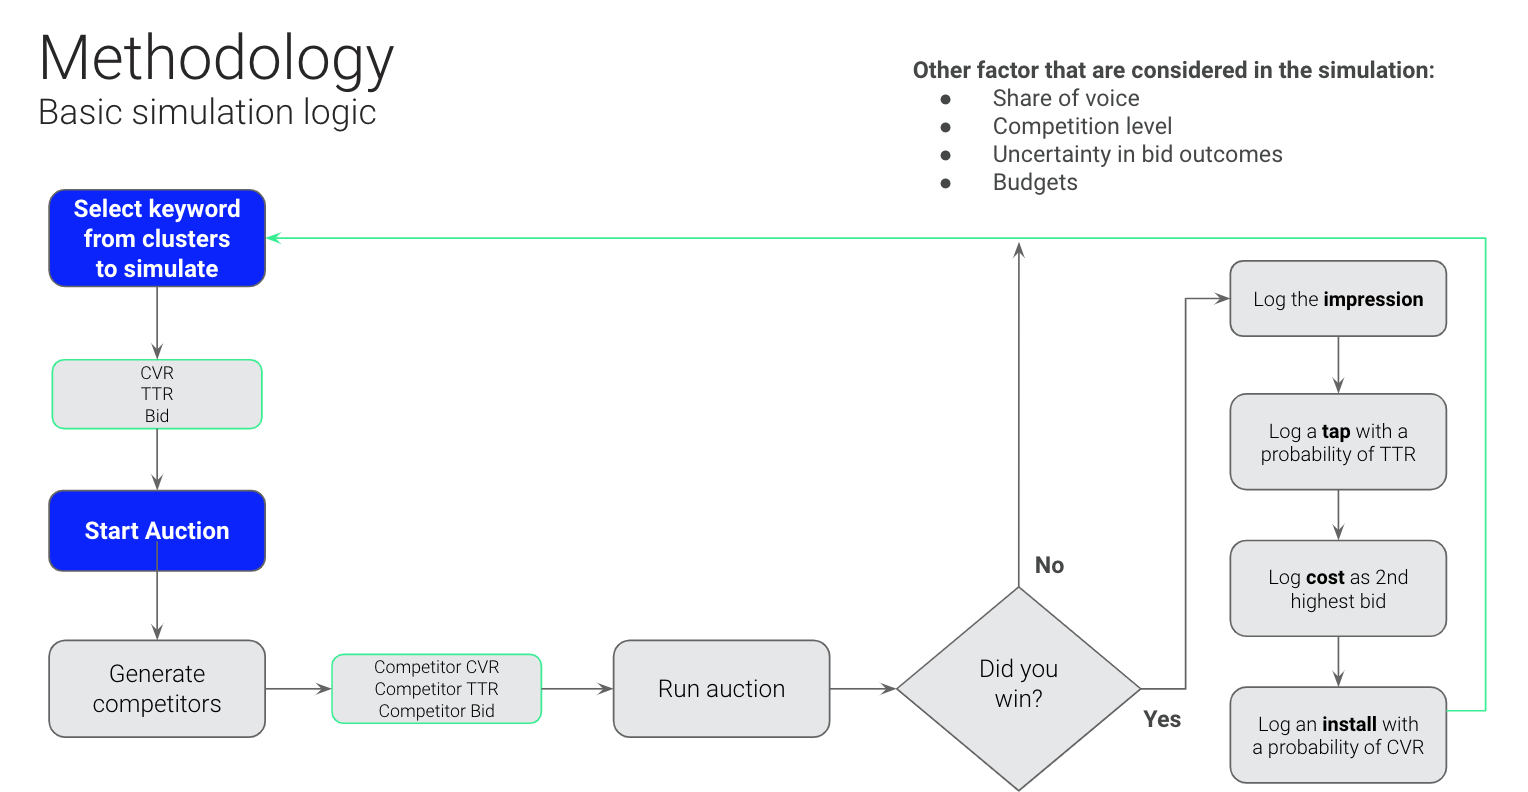 Methodology
Basic simulation logic
Other factor that are considered in the simulation:
● Share of voice
● Competition level
● Uncertainty in bid outcomes
● Budgets
Select keyword
from clusters
to simulate
CVR
TTR
Bid
Start Auction
Generate
competitors
Competitor CVR
Competitor TTR
Competitor Bid
Run auction
Did you
win?
No
Yes
Log the impression
Log a tap with a
probability of TTR
Log cost as 2nd
highest bid
Log an install with
a probability of CVR